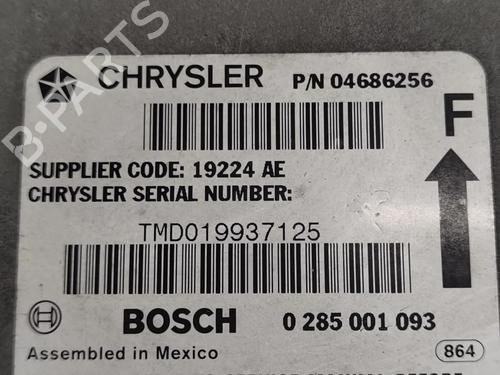 CHRYSLER P/N 04686256
F
SUPPLIER CODE: 19224 AE
CHRYSLER SERIAL NUMBER:
TMD019937125
BOSCH 0 285 001 093
Assembled in Mexico 864
B-PARTS